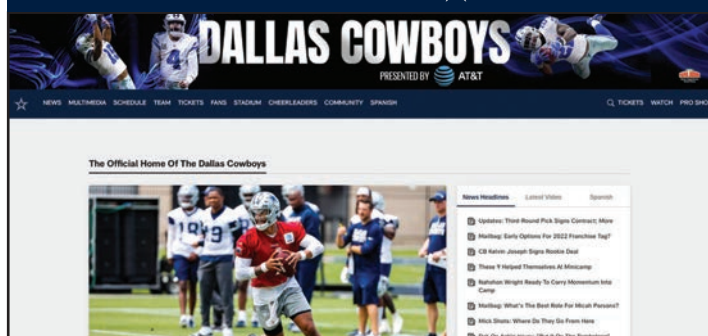 DALLAS COWBOYS
PRESENTED BY AT&T
NEWS MULTIMEDIA SCHEDULE TEAM TICKETS FANS STADIUM CHEERLEADERS COMMUNITY SPANISH TICKETS WATCH PRO SHO
The Official Home Of The Dallas Cowboys
News Headlines Latest Video Spanish
Updates: Third Round Pick Signs Contract; More
Mailbag: Early Options For 2022 Franchise Tag?
CB Kelvin Joseph Signs Rookie Deal
These 9 Helped Themselves At Minicamp
Nahshon Wright Ready To Carry Momentum Into
Camp
Mailbag: What's The Best Role For Micah Parsons?
Mick Shots: Where Do They Go From Here
4
18
49